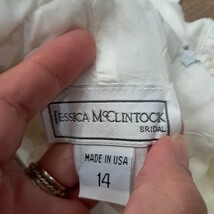 JESSICA MCCLINTOCK
BRIDAL
MADE IN USA
14